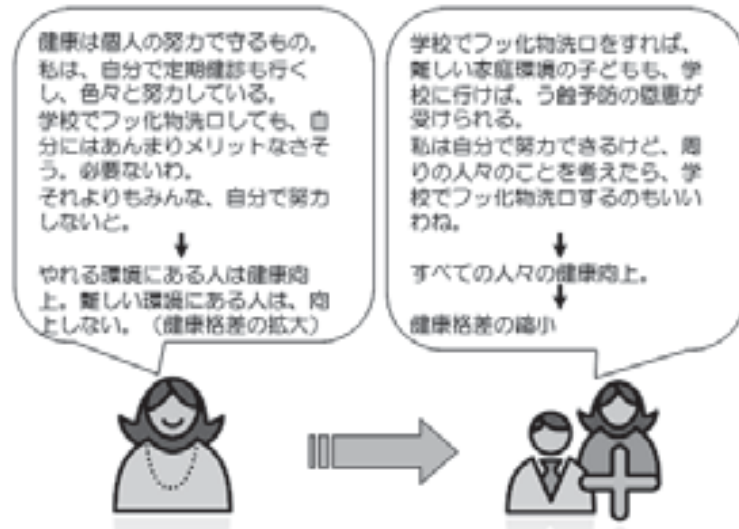 健康は個人の努力で守るもの。
私は、自分で定期健診も行く
し、色々と努力している。
学校でフッ化物洗口しても、自
分にはあんまりメリットなさそ
う。必要ないわ。
それよりもみんな、自分で努力
しないと。
↓
やれる環境にある人は健康向
上。難しい環境にある人は、向
上しない。（健康格差の拡大）
学校でフッ化物洗口をすれば、
難しい家庭環境の子どもも、学
校に行けば、う蝕予防の恩恵が
受けられる。
私は自分で努力できるけど、周
りの人々のことを考えたら、学
校でフッ化物洗口するのもいい
わね。
↓
すべての人々の健康向上。
↓
健康格差の縮小